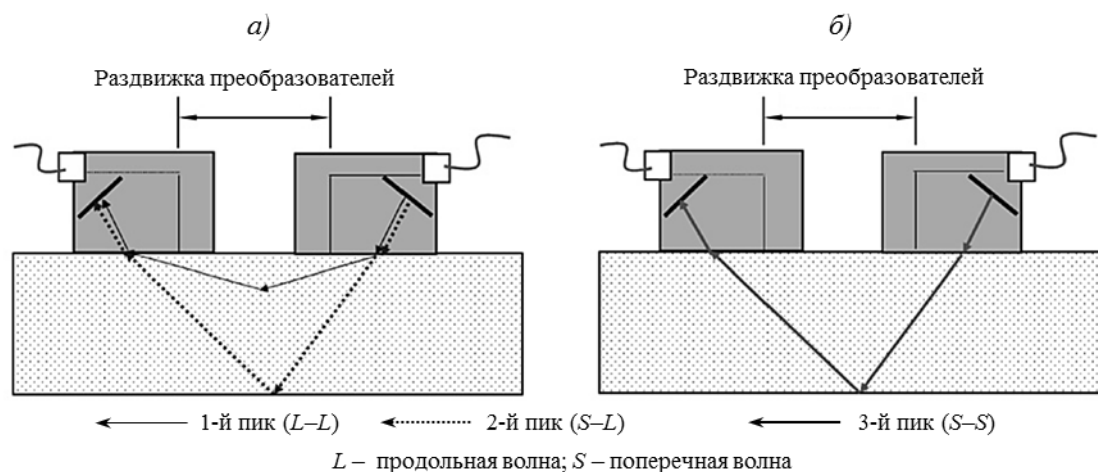 а) б)
Раздвижка преобразователей Раздвижка преобразователей
1-й пик (L–L) 2-й пик (S–L) 3-й пик (S–S)
L – продольная волна; S – поперечная волна